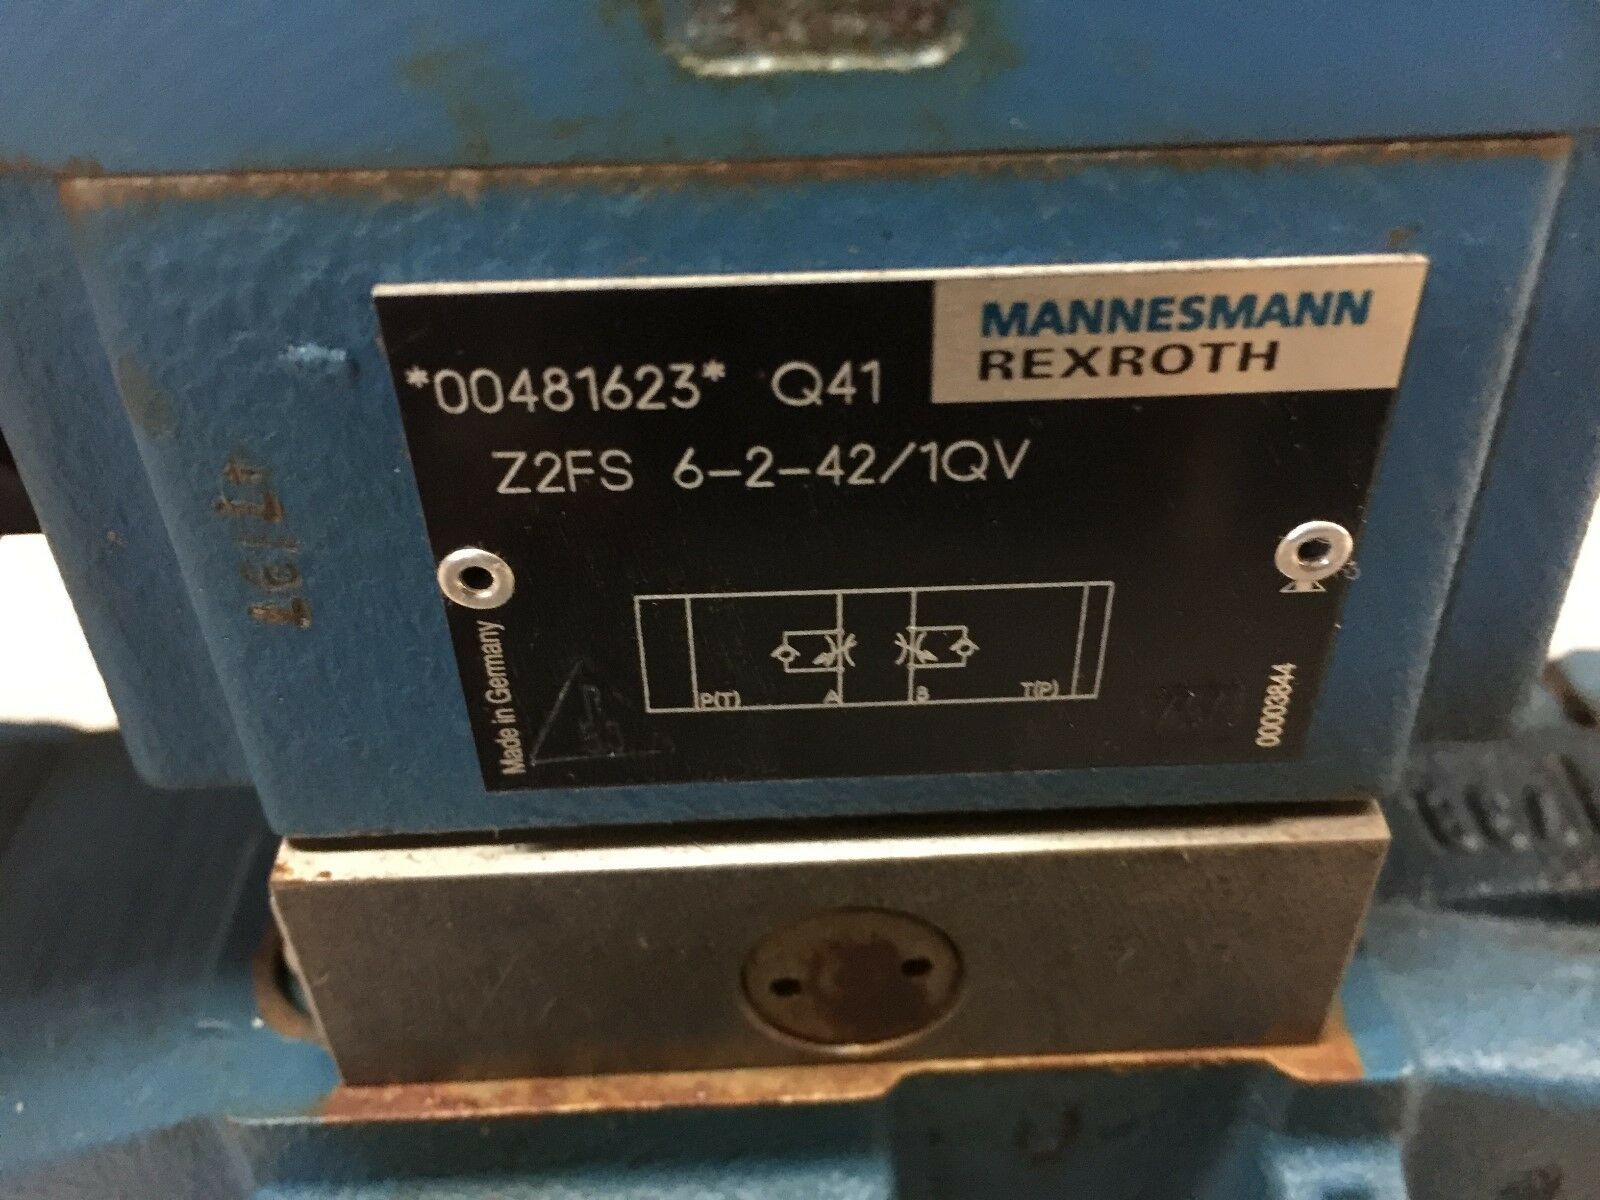 MANNESMANN
REXROTH
*00481623* Q41
Z2FS 6-2-42/1QV
P(T) A B T(P)
Made in Germany
00003844